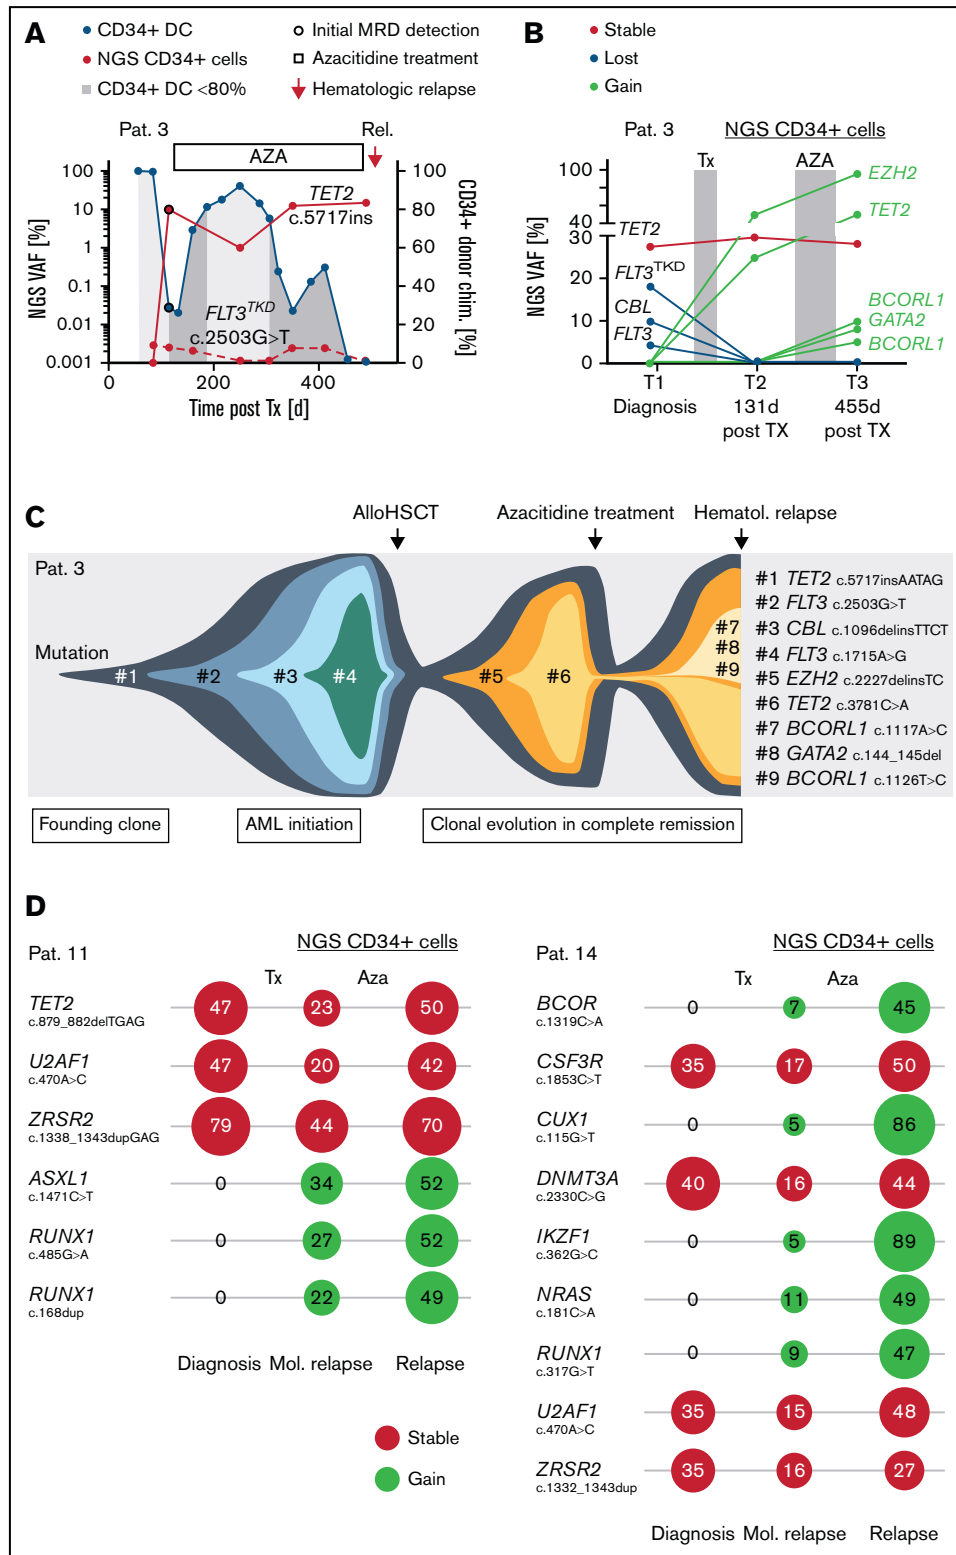 A
CD34+ DC
NGS CD34+ cells
CD34+ DC <80%
Initial MRD detection
Azacitidine treatment
Hematologic relapse
Pat. 3
Rel.
AZA
NGS VAF [%]
100
10
1
0.1
0.01
0.001
TET2
c.5717ins
FLT3TKD
c.2503G>T
100
80
60
40
20
0
CD34+ donor chim. [%]
0
200
400
Time post Tx [d]
B
Stable
Lost
Gain
Pat. 3
NGS CD34+ cells
Tx
AZA
NGS VAF [%]
100
40
30
20
10
0
TET2
FLT3TKD
CBL
FLT3
EZH2
TET2
BCORL1
GATA2
BCORL1
T1
T2
T3
Diagnosis
131d
post TX
455d
post TX
C
AlloHSCT
Azacitidine treatment
Hematol. relapse
Pat. 3
Mutation
#1
#2
#3
#4
#5
#6
#7
#8
#9
#1 TET2 c.5717insAATAG
#2 FLT3 c.2503G>T
#3 CBL c.1096delinsTTCT
#4 FLT3 c.1715A>G
#5 EZH2 c.2227delinsTC
#6 TET2 c.3781C>A
#7 BCORL1 c.1117A>C
#8 GATA2 c.144_145del
#9 BCORL1 c.1126T>C
Founding clone
AML initiation
Clonal evolution in complete remission
D
Pat. 11
NGS CD34+ cells
Tx
Aza
TET2
c.879_882delTGAG
47 23 50
U2AF1
c.470A>C
47 20 42
ZRSR2
c.1338_1343dupGAG
79 44 70
ASXL1
c.1471C>T
0 34 52
RUNX1
c.485G>A
0 27 52
RUNX1
c.168dup
0 22 49
Diagnosis Mol. relapse Relapse
Stable
Gain
Pat. 14
NGS CD34+ cells
Tx
Aza
BCOR
c.1319C>A
0 7 45
CSF3R
c.1853C>T
35 17 50
CUX1
c.115G>T
0 5 86
DNMT3A
c.2330C>G
40 16 44
IKZF1
c.362G>C
0 5 89
NRAS
c.181C>A
0 11 49
RUNX1
c.317G>T
0 9 47
U2AF1
c.470A>C
35 15 48
ZRSR2
c.1332_1343dup
35 16 27
Diagnosis Mol. relapse Relapse